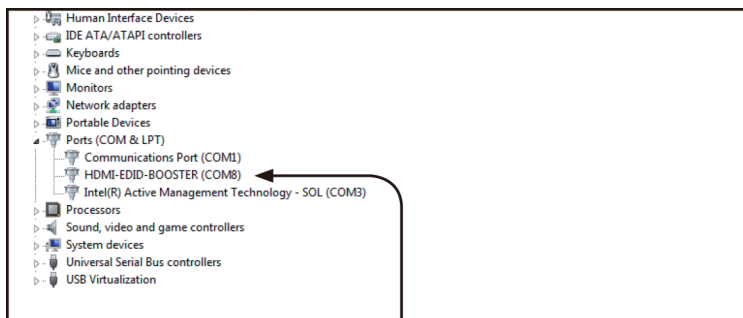 Human Interface Devices
IDE ATA/ATAPI controllers
Keyboards
Mice and other pointing devices
Monitors
Network adapters
Portable Devices
Ports (COM & LPT)
Communications Port (COM1)
HDMI-EDID-BOOSTER (COM8)
Intel(R) Active Management Technology - SOL (COM3)
Processors
Sound, video and game controllers
System devices
Universal Serial Bus controllers
USB Virtualization